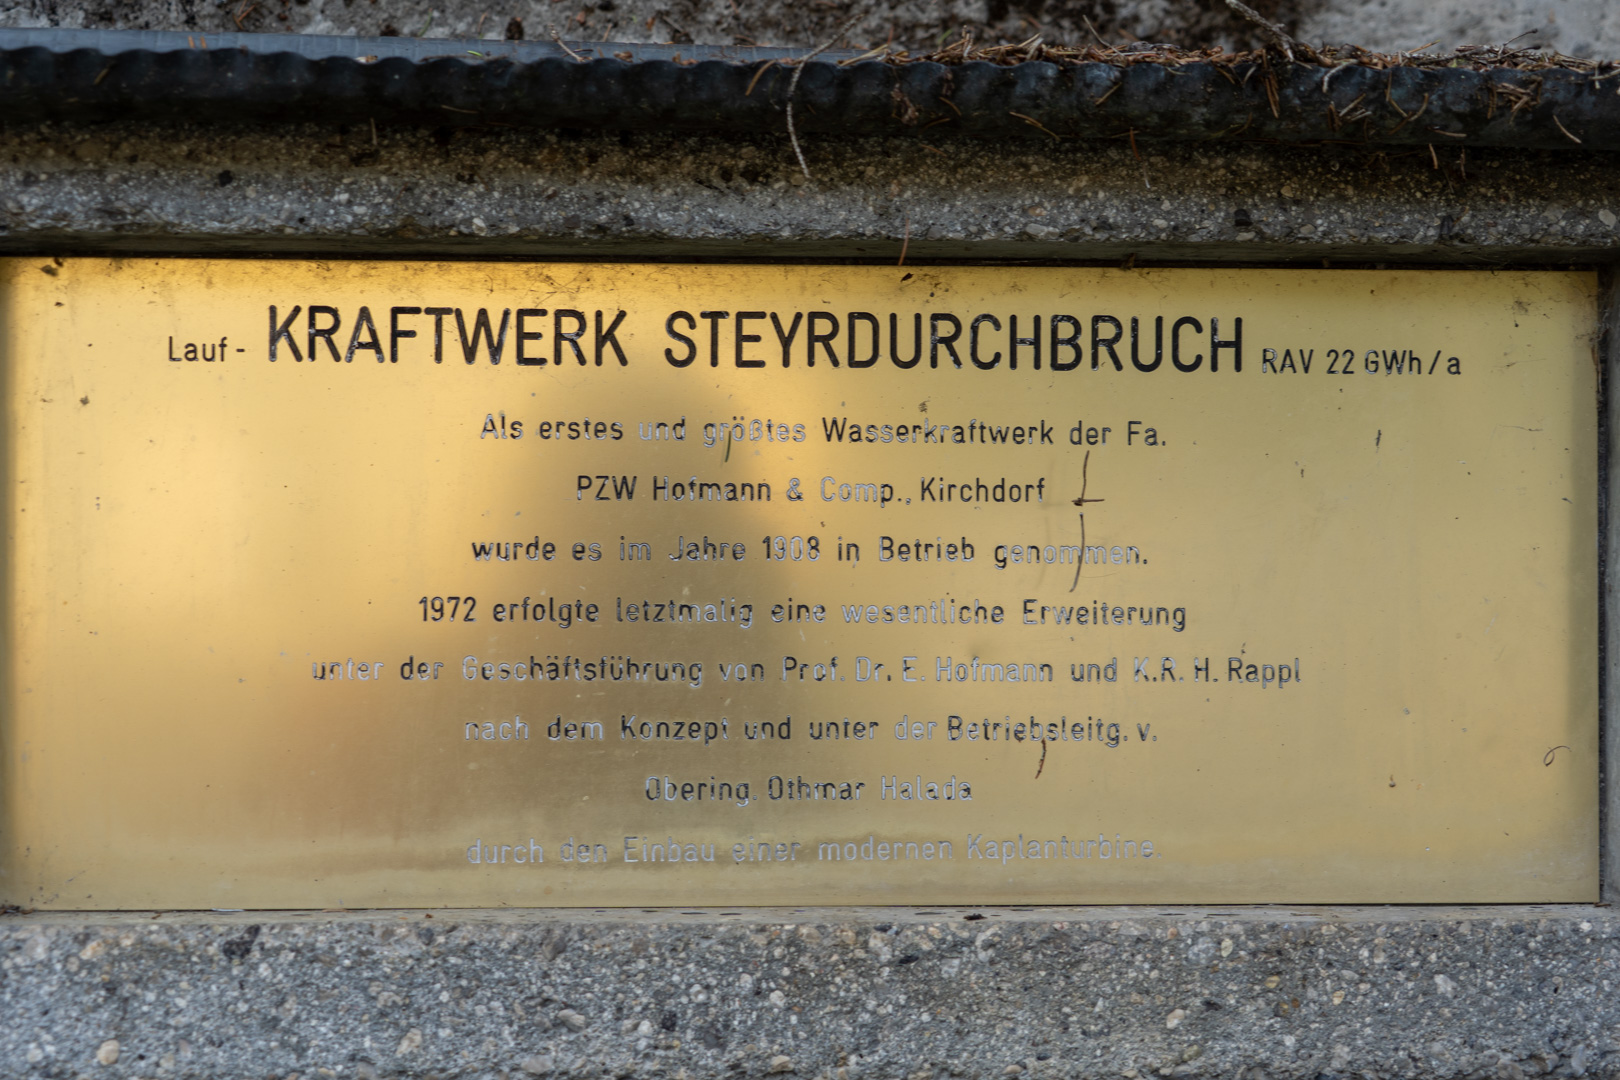 Lauf- KRAFTWERK STEYRDURCHBRUCH RAV 22 GWh/a
Als erstes und größtes Wasserkraftwerk der Fa.
PZW Hofmann & Comp., Kirchdorf
wurde es im Jahre 1908 in Betrieb genommen.
1972 erfolgte letztmalig eine wesentliche Erweiterung
unter der Geschäftsführung von Prof. Dr. E. Hofmann und K.R. H. Rappl
nach dem Konzept und unter der Betriebsleitg. v.
Obering. Othmar Halada
durch den Einbau einer modernen Kaplanturbine.